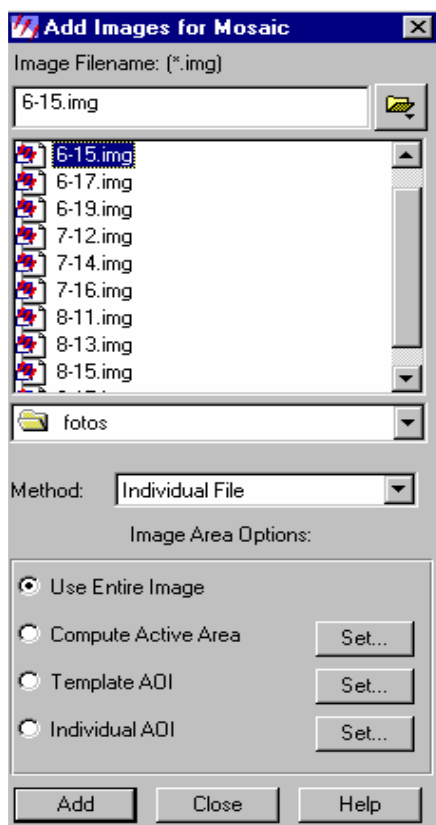 Add Images for Mosaic
Image Filename: (*.img)
6-15.img
6-15.img
6-17.img
6-19.img
7-12.img
7-14.img
7-16.img
8-11.img
8-13.img
8-15.img
fotos
Method: Individual File
Image Area Options:
Use Entire Image
Compute Active Area Set...
Template AOI Set...
Individual AOI Set...
Add Close Help